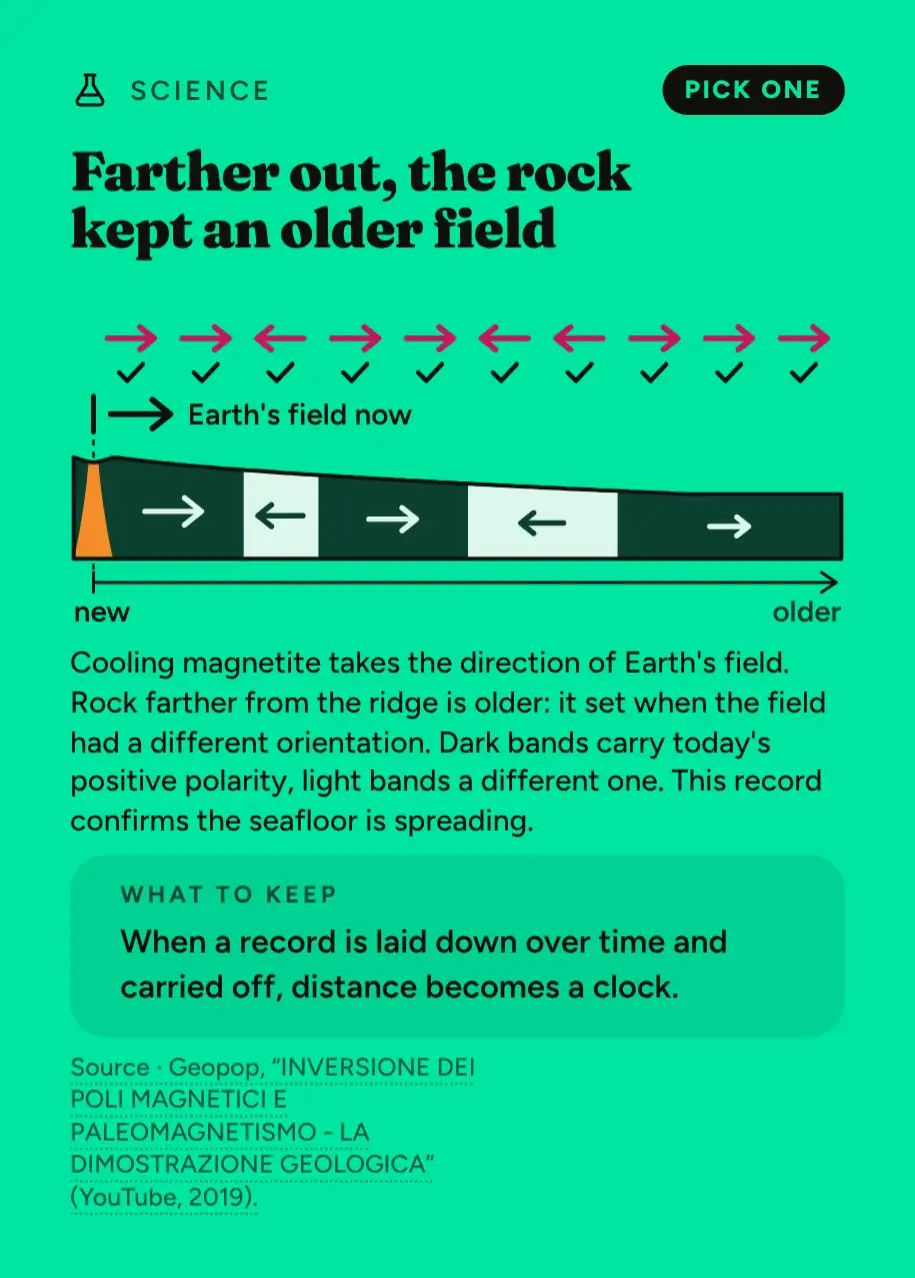 SCIENCE
PICK ONE
Farther out, the rock
kept an older field
Earth's field now
new
older
Cooling magnetite takes the direction of Earth's field.
Rock farther from the ridge is older: it set when the field
had a different orientation. Dark bands carry today's
positive polarity, light bands a different one. This record
confirms the seafloor is spreading.
WHAT TO KEEP
When a record is laid down over time and
carried off, distance becomes a clock.
Source · Geopop, “INVERSIONE DEI
POLI MAGNETICI E
PALEOMAGNETISMO - LA
DIMOSTRAZIONE GEOLOGICA”
(YouTube, 2019).